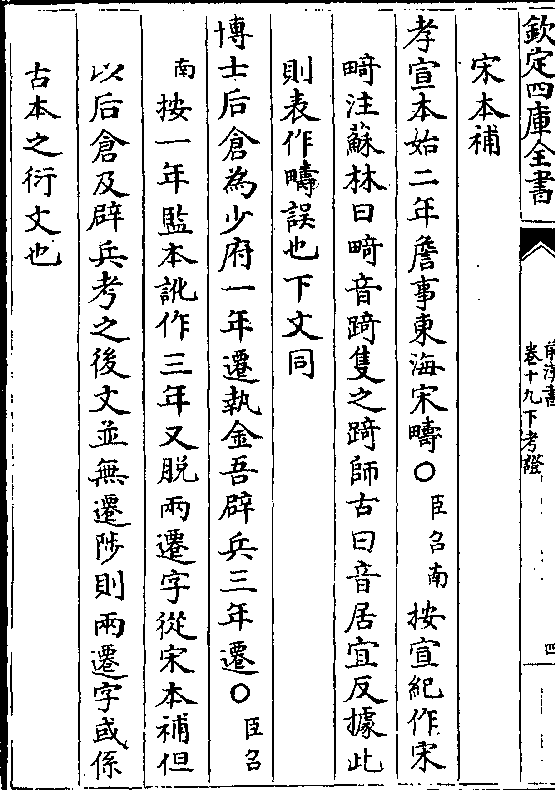 欽定四庫全書
前漢書
卷十九下考證
四
宋本補
孝宣本始二年詹事東海宋疇○臣召南按宣紀作宋
畸注蘇林曰畸音踦隻之踦師古曰音居宜反據此
則表作疇誤也下文同
博士后倉為少府一年遷執金吾辟兵三年遷○臣召
南按一年監本訛作三年又脱兩遷字從宋本補但
以后倉及辟兵考之後文並無遷陟則兩遷字或係
古本之衍文也